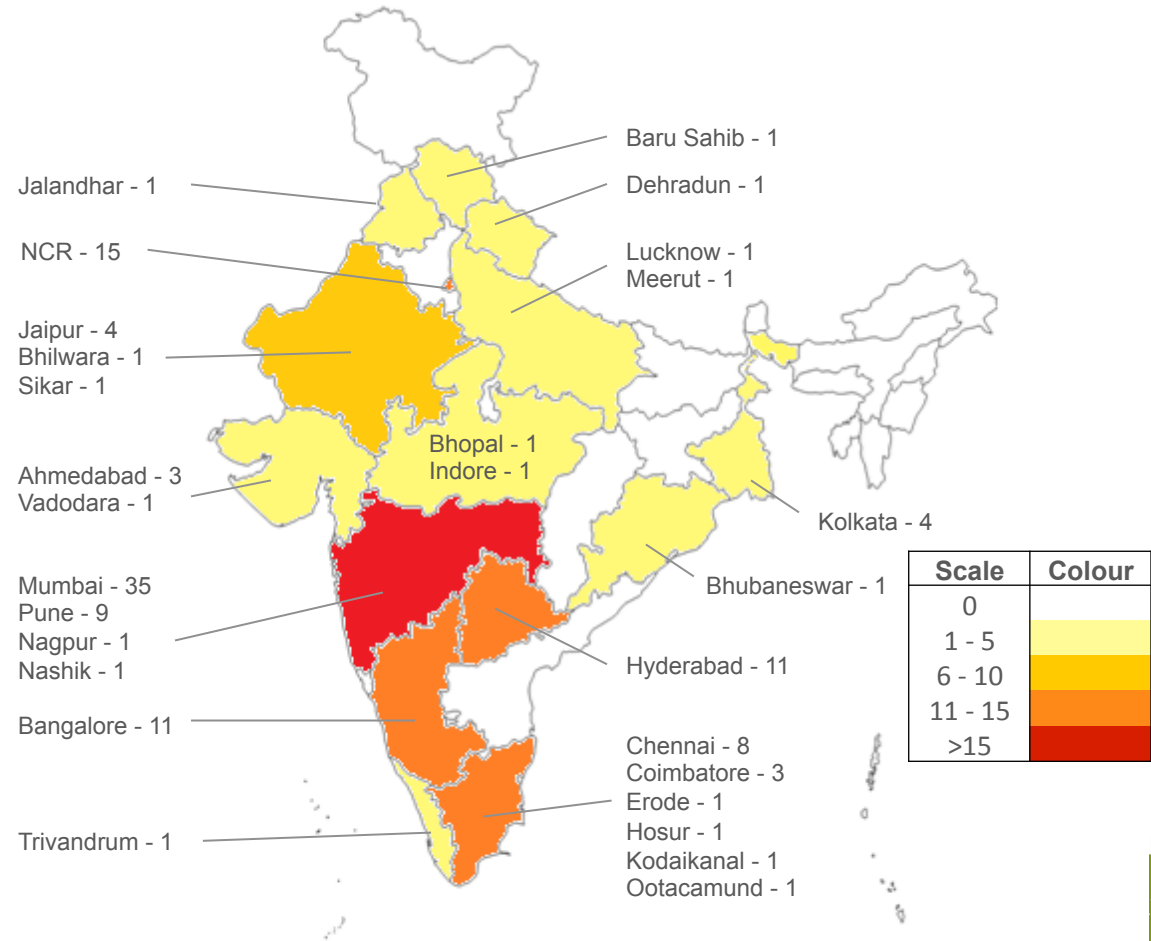 Baru Sahib - 1
Jalandhar - 1
Dehradun - 1
NCR - 15
Lucknow - 1
Meerut - 1
Jaipur - 4
Bhilwara - 1
Sikar - 1
Bhopal - 1
Indore - 1
Ahmedabad - 3
Vadodara - 1
Kolkata - 4
Bhubaneswar - 1
Mumbai - 35
Pune - 9
Nagpur - 1
Nashik - 1
Hyderabad - 11
Bangalore - 11
Chennai - 8
Coimbatore - 3
Erode - 1
Hosur - 1
Kodaikanal - 1
Ootacamund - 1
Trivandrum - 1
Scale Colour
0
1 - 5
6 - 10
11 - 15
>15